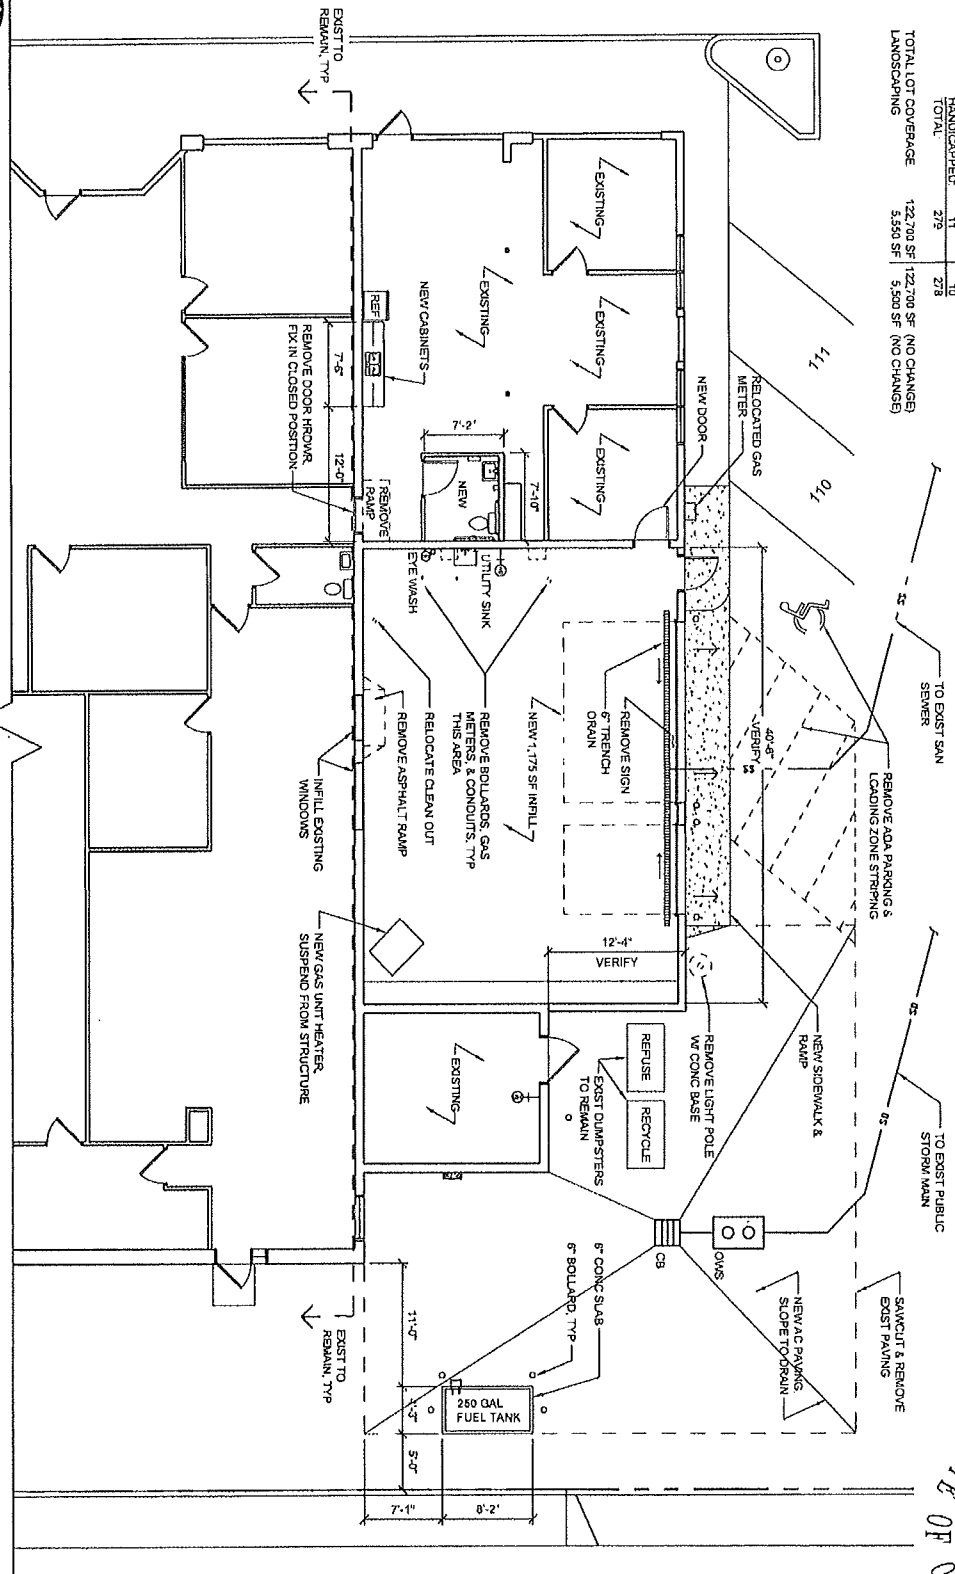 HANDICAPPED: 11 10
TOTAL 279 278
TOTAL LOT COVERAGE 122,700 SF 122,700 SF (NO CHANGE)
LANDSCAPING 5,550 SF 5,500 SF (NO CHANGE)
OF
EXIST TO
REMAIN, TYP
111
110
RELOCATED GAS
METER
NEW DOOR
TO EXIST SAN
SEWER
SS
SS
REMOVE ADA PARKING &
LOADING ZONE STRIPING
40'-6"
VERIFY
TO EXIST PUBLIC
STORM MAIN
SD
SD
NEW SIDEWALK &
RAMP
SAWCUT & REMOVE
EXIST PAVING
NEW AC PAVING.
SLOPE TO DRAIN
OWS
CB
REMOVE LIGHT POLE
W/ CONC BASE
REFUSE
RECYCLE
EXIST DUMPSTERS
TO REMAIN
6" CONC SLAB
6" BOLLARD, TYP
250 GAL
FUEL TANK
11'-0"
5'-0"
7'-1"
8'-2"
12'-4"
VERIFY
EXISTING
EXISTING
EXISTING
EXISTING
EXISTING
NEW CABINETS
REF
7'-6"
12'-0"
7'-2"
7'-10"
NEW
REMOVE
RAMP
REMOVE DOOR HRDWR,
FIX IN CLOSED POSITION
UTILITY SINK
EYE WASH
REMOVE SIGN
6" TRENCH
DRAIN
NEW 1,175 SF INFILL
REMOVE BOLLARDS, GAS
METERS, & CONDUITS, TYP
THIS AREA
RELOCATE CLEAN OUT
REMOVE ASPHALT RAMP
INFILL EXISTING
WINDOWS
NEW GAS UNIT HEATER,
SUSPEND FROM STRUCTURE
EXIST TO
REMAIN, TYP